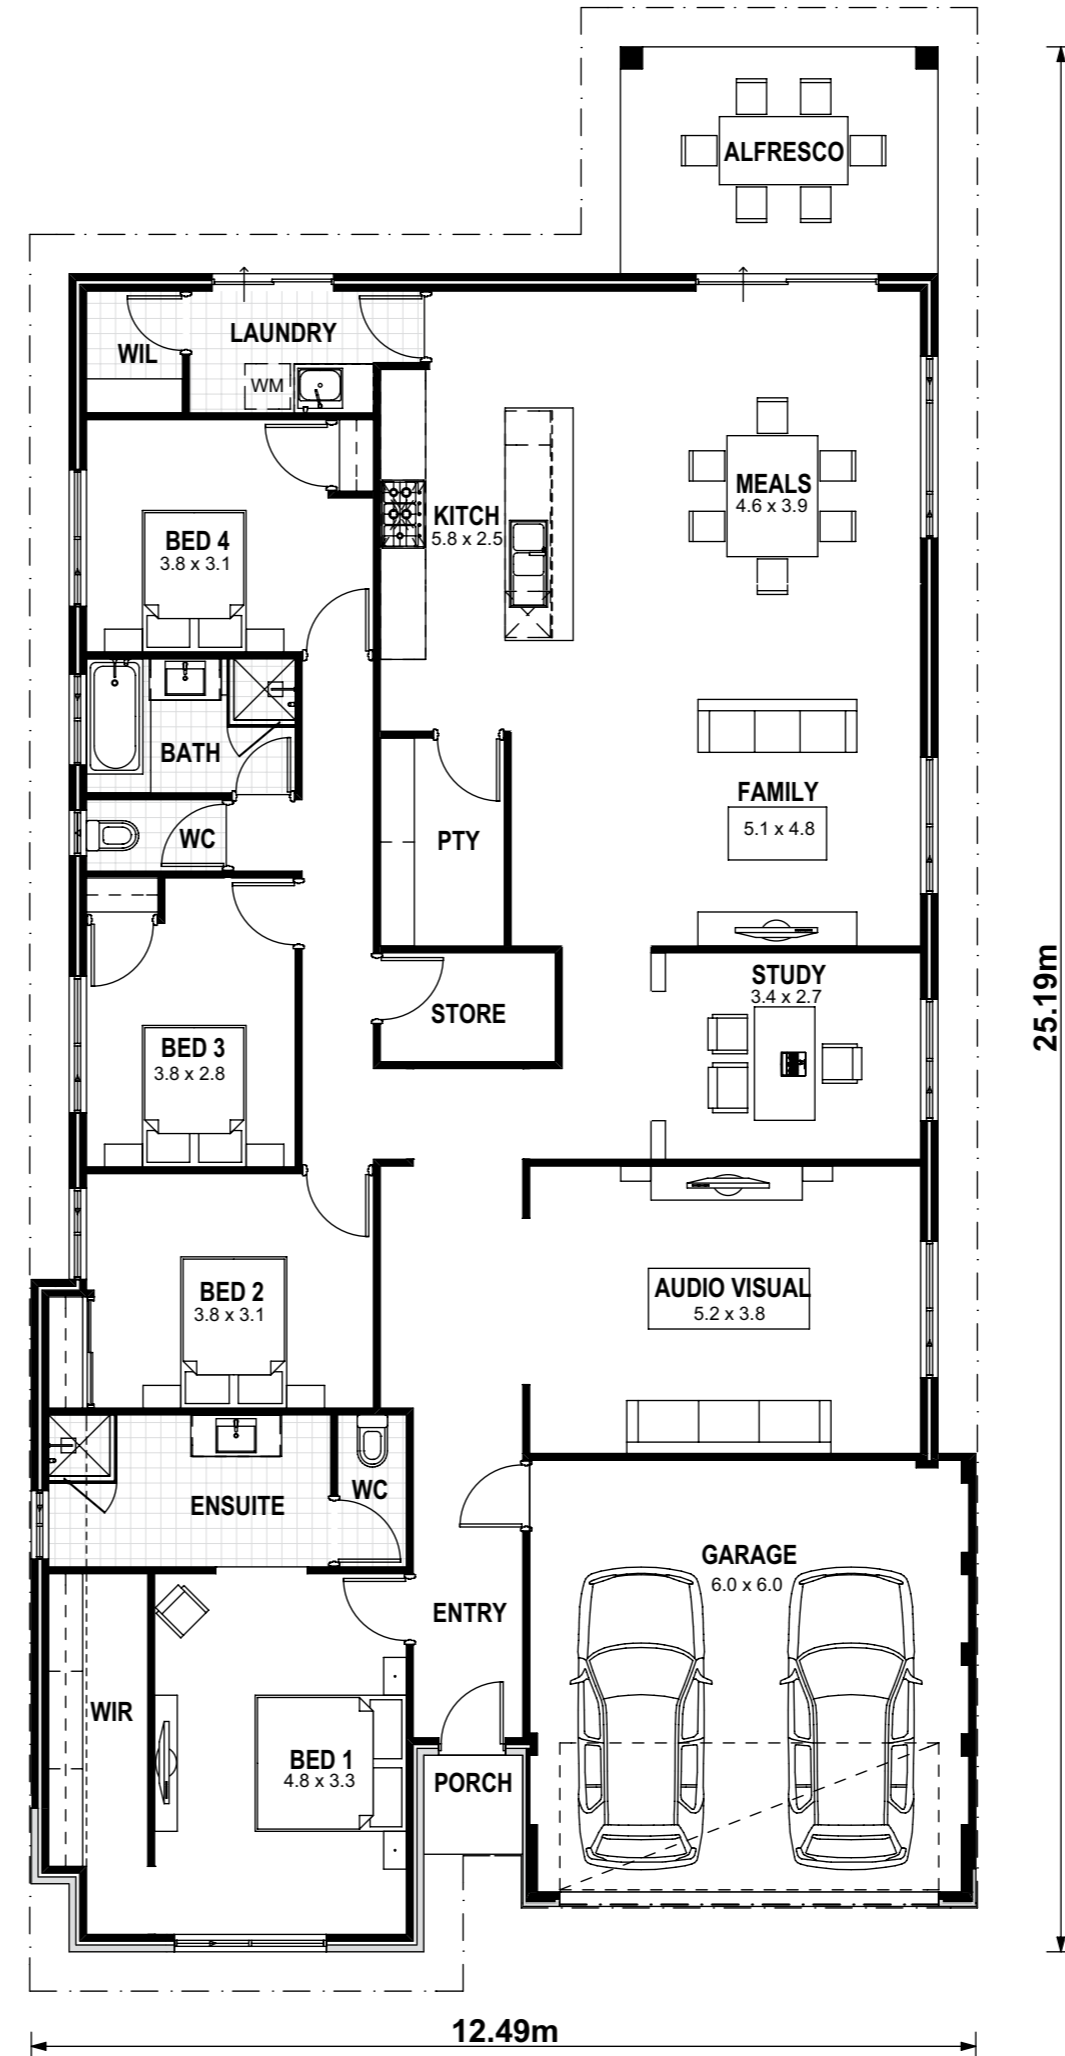 ALFRESCO
LAUNDRY
WIL
WM
MEALS
4.6 x 3.9
KITCH
5.8 x 2.5
BED 4
3.8 x 3.1
BATH
FAMILY
5.1 x 4.8
WC
PTY
STUDY
3.4 x 2.7
STORE
BED 3
3.8 x 2.8
25.19m
BED 2
3.8 x 3.1
AUDIO VISUAL
5.2 x 3.8
WC
ENSUITE
GARAGE
6.0 x 6.0
ENTRY
WIR
BED 1
4.8 x 3.3
PORCH
12.49m